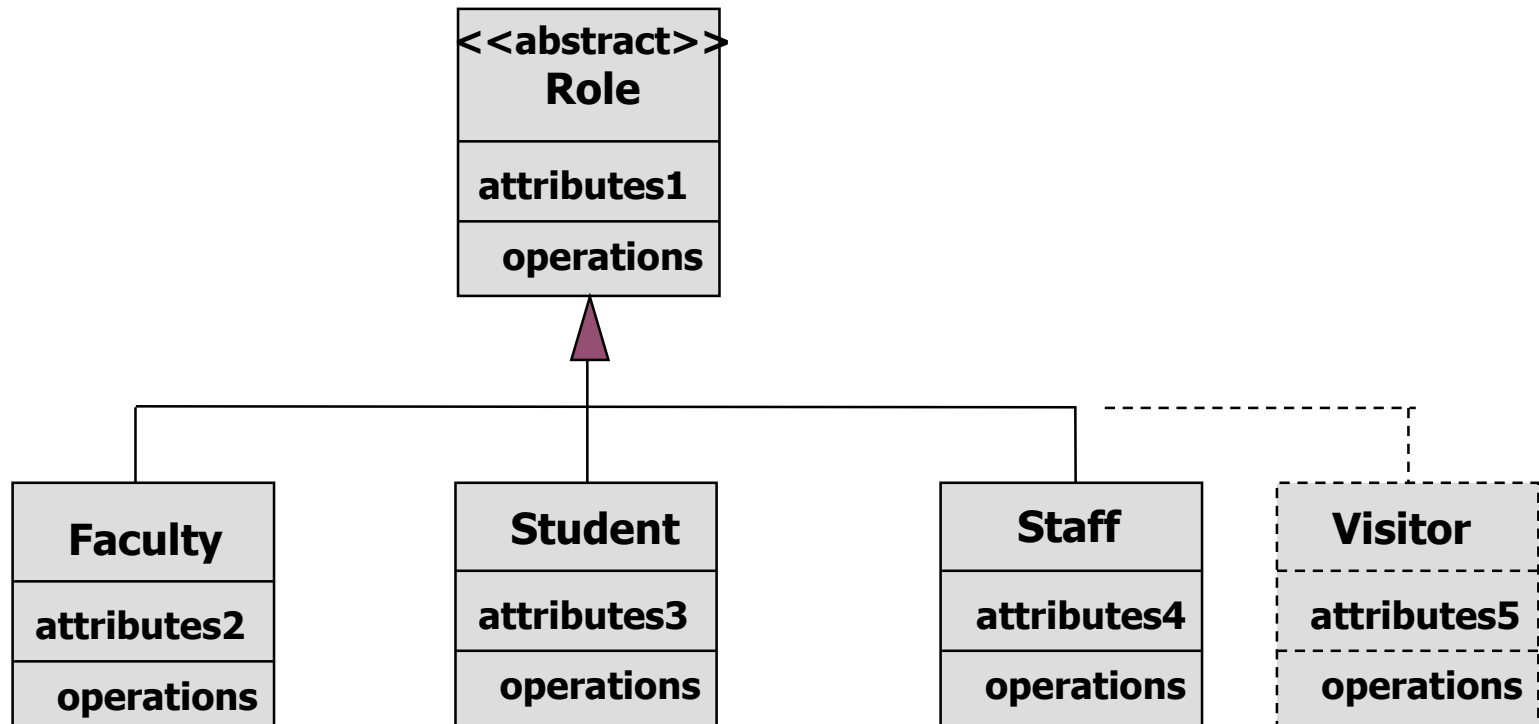 <<abstract>>
Role
attributes1
operations
Faculty
attributes2
operations
Student
attributes3
operations
Staff
attributes4
operations
Visitor
attributes5
operations